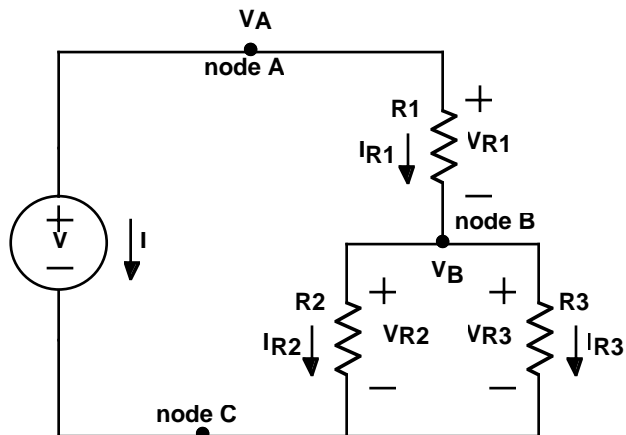 VA
node A
R1
+
IR1
VR1
−
node B
+
V
−
I
VB
R2
+
+
R3
IR2
VR2
VR3
IR3
−
−
node C